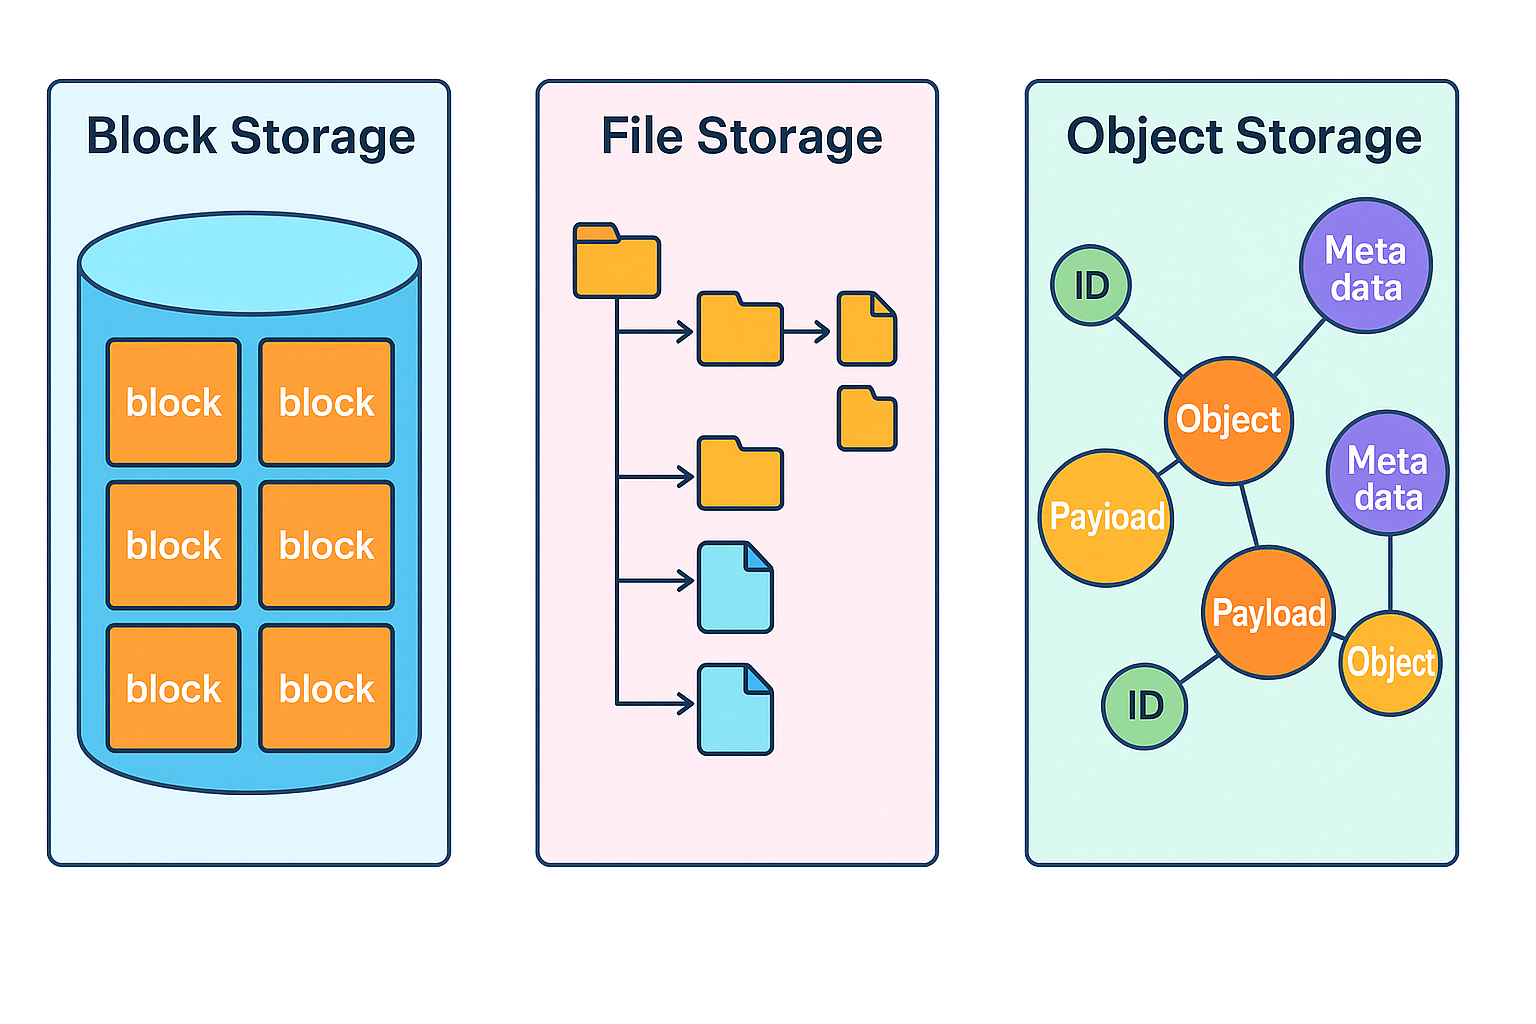 Block Storage
block block
block block
block block
File Storage
Object Storage
ID
Meta
data
Object
Payioad
Meta
data
Payload
Object
ID